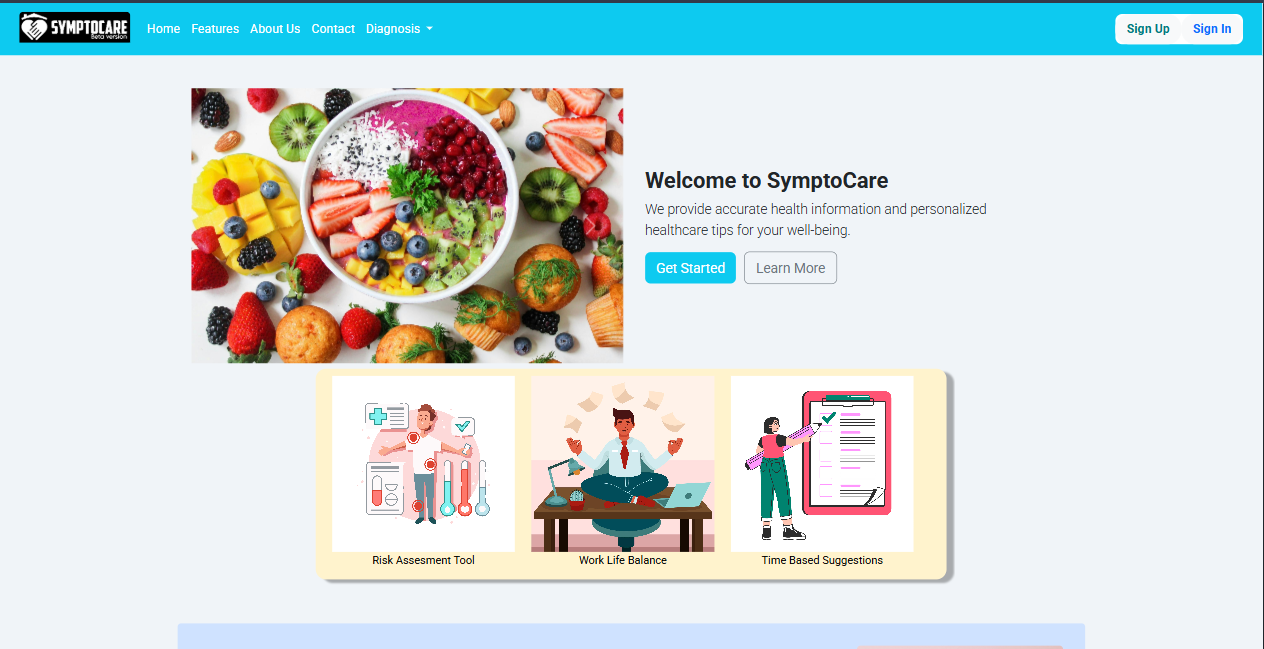 SYMPTOCARE
Beta version
Home Features About Us Contact Diagnosis
Sign Up Sign In
Welcome to SymptoCare
We provide accurate health information and personalized
healthcare tips for your well-being.
Get Started Learn More
Risk Assesment Tool Work Life Balance Time Based Suggestions